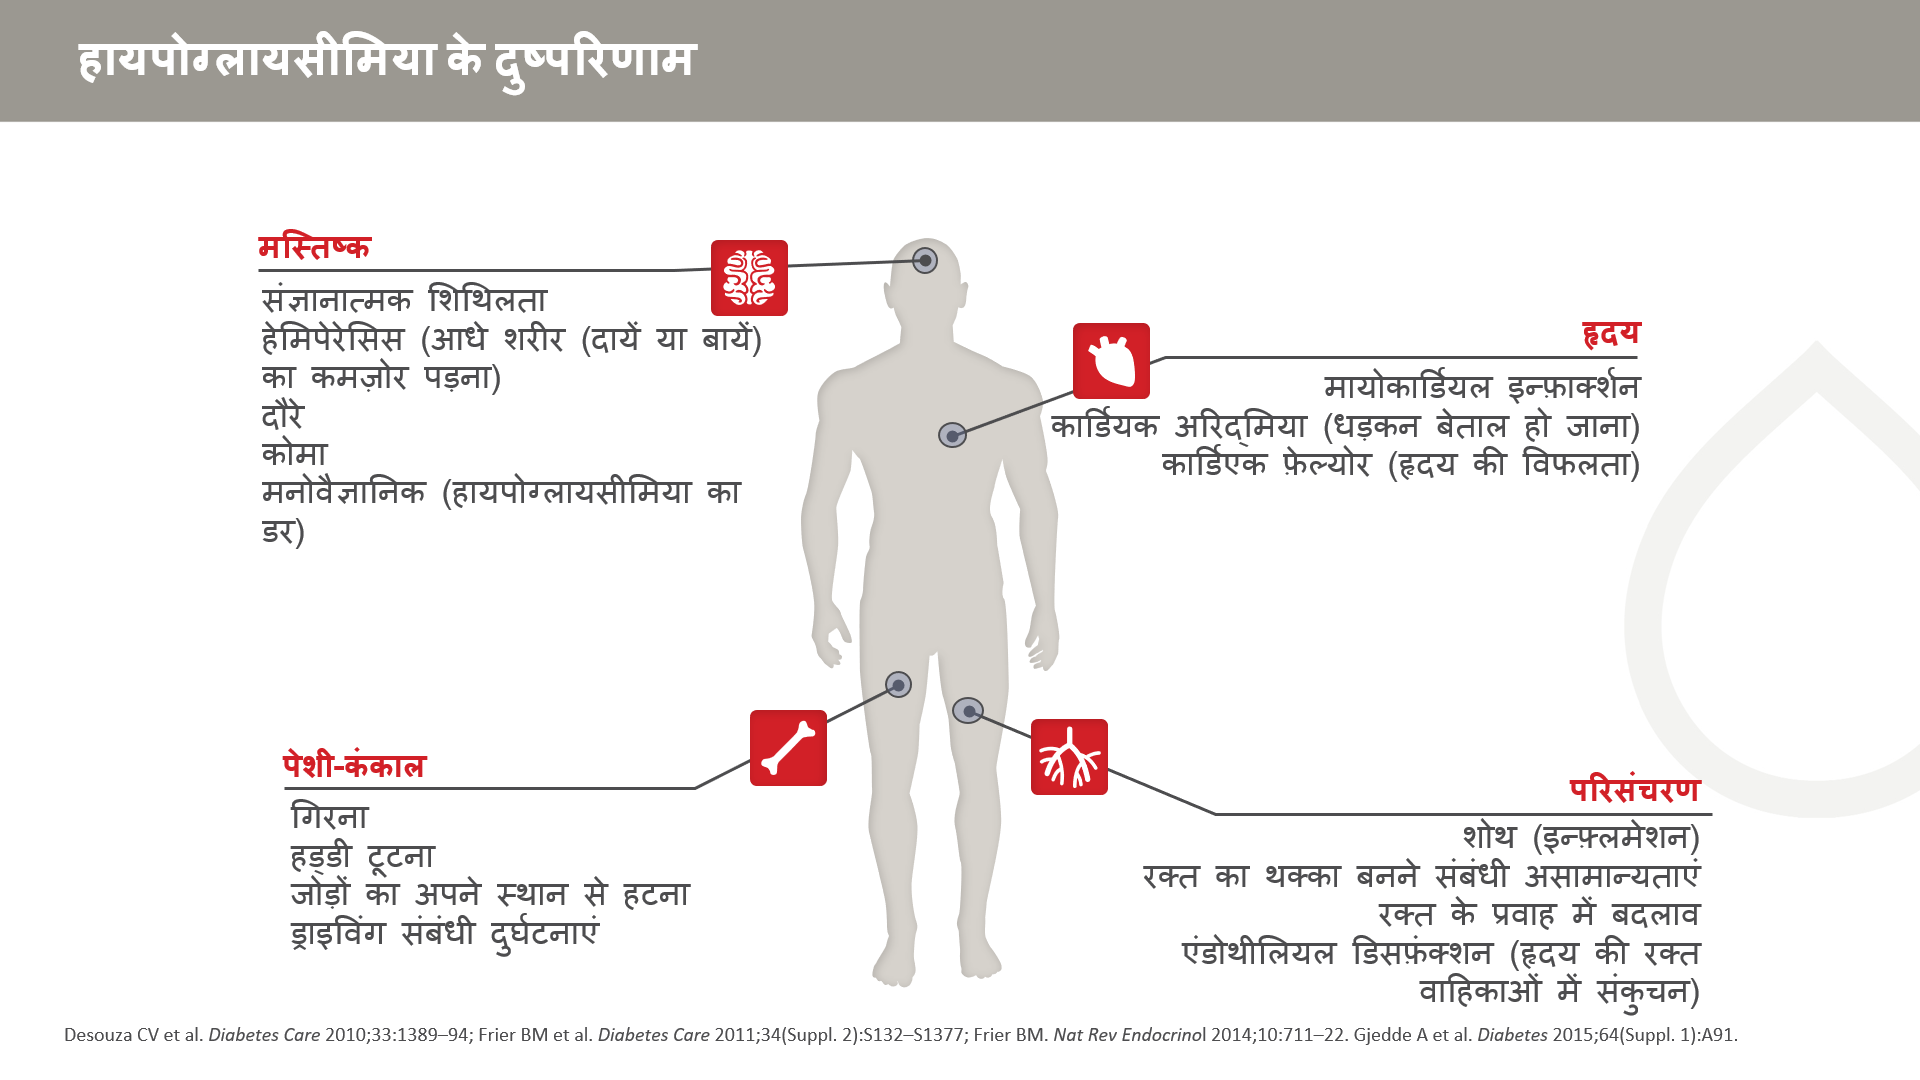 हायपोग्लायसीमिया के दुष्परिणाम
मस्तिष्क
संज्ञानात्मक शिथिलता
हेमिपेरेसिस (आधे शरीर (दायें या बायें)
का कमज़ोर पड़ना)
दौरे
कोमा
मनोवैज्ञानिक (हायपोग्लायसीमिया का
डर)
हृदय
मायोकार्डियल इन्फ़ार्क्शन
कार्डियक अरिद्मिया (धड़कन बेताल हो जाना)
कार्डिएक फ़ेल्योर (हृदय की विफलता)
पेशी-कंकाल
गिरना
हड्डी टूटना
जोड़ों का अपने स्थान से हटना
ड्राइविंग संबंधी दुर्घटनाएं
परिसंचरण
शोथ (इन्फ़्लमेशन)
रक्त का थक्का बनने संबंधी असामान्यताएं
रक्त के प्रवाह में बदलाव
एंडोथीलियल डिसफ़ंक्शन (हृदय की रक्त
वाहिकाओं में संकुचन)
Desouza CV et al. Diabetes Care 2010;33:1389–94; Frier BM et al. Diabetes Care 2011;34(Suppl. 2):S132–S1377; Frier BM. Nat Rev Endocrinol 2014;10:711–22. Gjedde A et al. Diabetes 2015;64(Suppl. 1):A91.